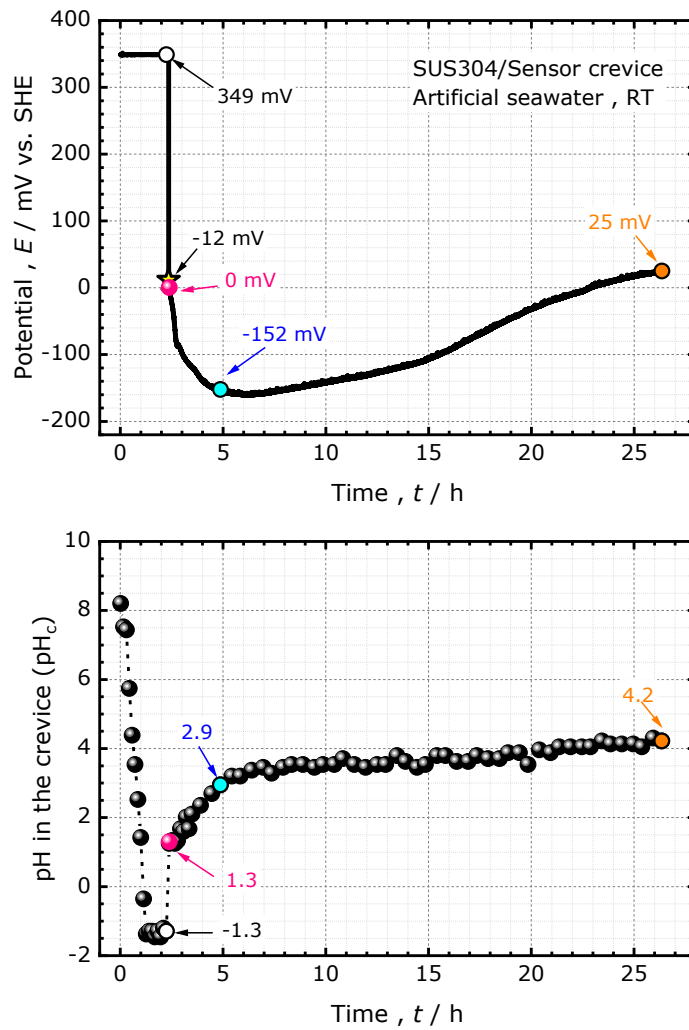 400
300
200
100
0
-100
-200
Potential , E / mV vs. SHE
SUS304/Sensor crevice
Artificial seawater , RT
349 mV
-12 mV
0 mV
-152 mV
25 mV
0 5 10 15 20 25
Time , t / h
10
8
6
4
2
0
-2
pH in the crevice (pHc)
2.9
4.2
1.3
-1.3
0 5 10 15 20 25
Time , t / h